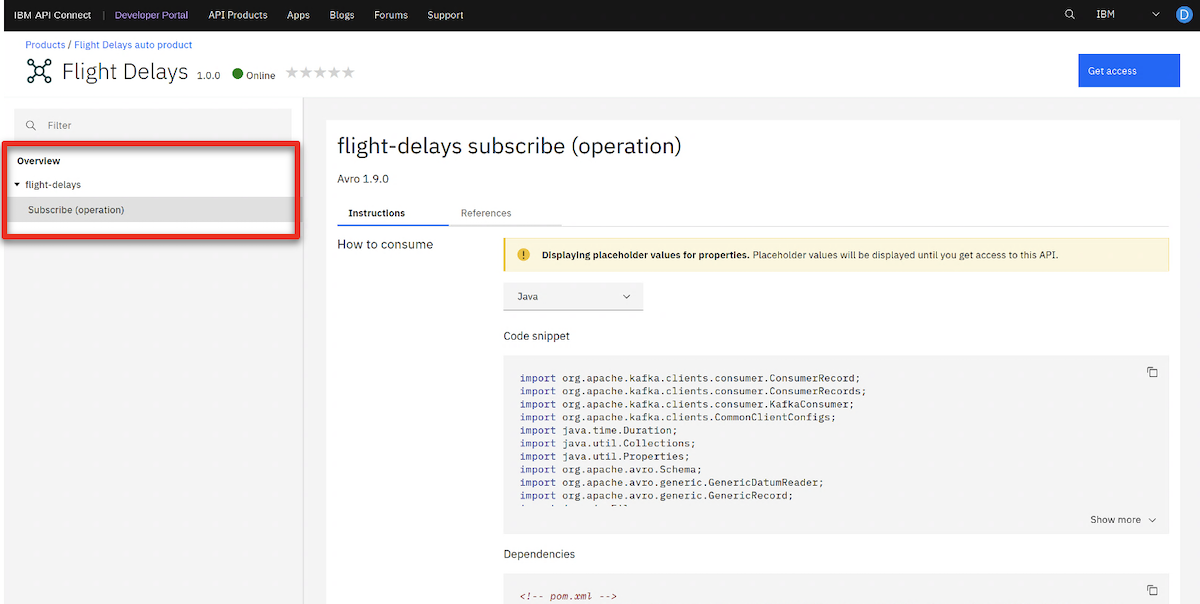 IBM API Connect | Developer Portal API Products Apps Blogs Forums Support IBM D
Products / Flight Delays auto product
Flight Delays 1.0.0 Online
Get access
Filter
Overview
flight-delays
Subscribe (operation)
flight-delays subscribe (operation)
Avro 1.9.0
Instructions References
How to consume
Displaying placeholder values for properties. Placeholder values will be displayed until you get access to this API.
Java
Code snippet
import org.apache.kafka.clients.consumer.ConsumerRecord;
import org.apache.kafka.clients.consumer.ConsumerRecords;
import org.apache.kafka.clients.consumer.KafkaConsumer;
import org.apache.kafka.clients.CommonClientConfigs;
import java.time.Duration;
import java.util.Collections;
import java.util.Properties;
import org.apache.avro.Schema;
import org.apache.avro.generic.GenericDatumReader;
import org.apache.avro.generic.GenericRecord;
Show more
Dependencies
<!-- pom.xml -->